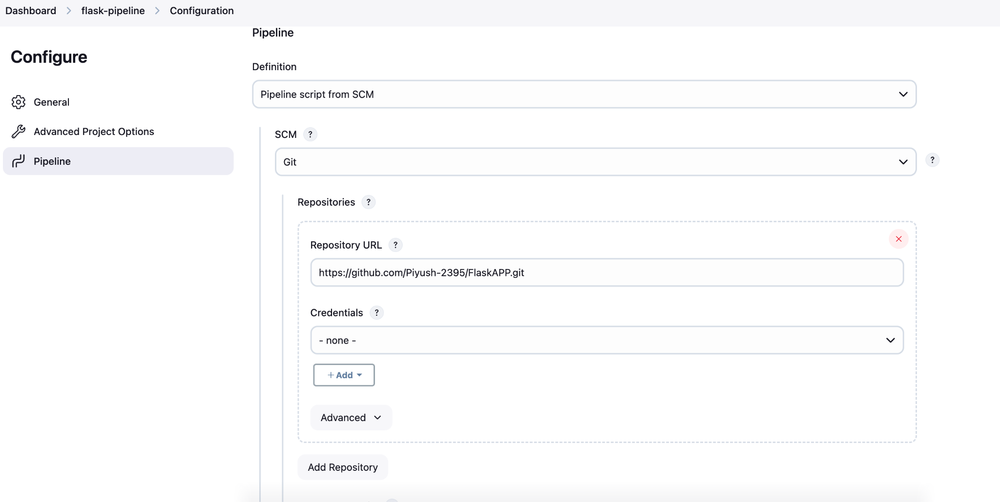 Dashboard > flask-pipeline > Configuration
Configure
General
Advanced Project Options
Pipeline
Pipeline
Definition
Pipeline script from SCM
SCM ?
Git
?
Repositories ?
Repository URL ?
https://github.com/Piyush-2395/FlaskAPP.git
Credentials ?
- none -
+ Add
Advanced
Add Repository